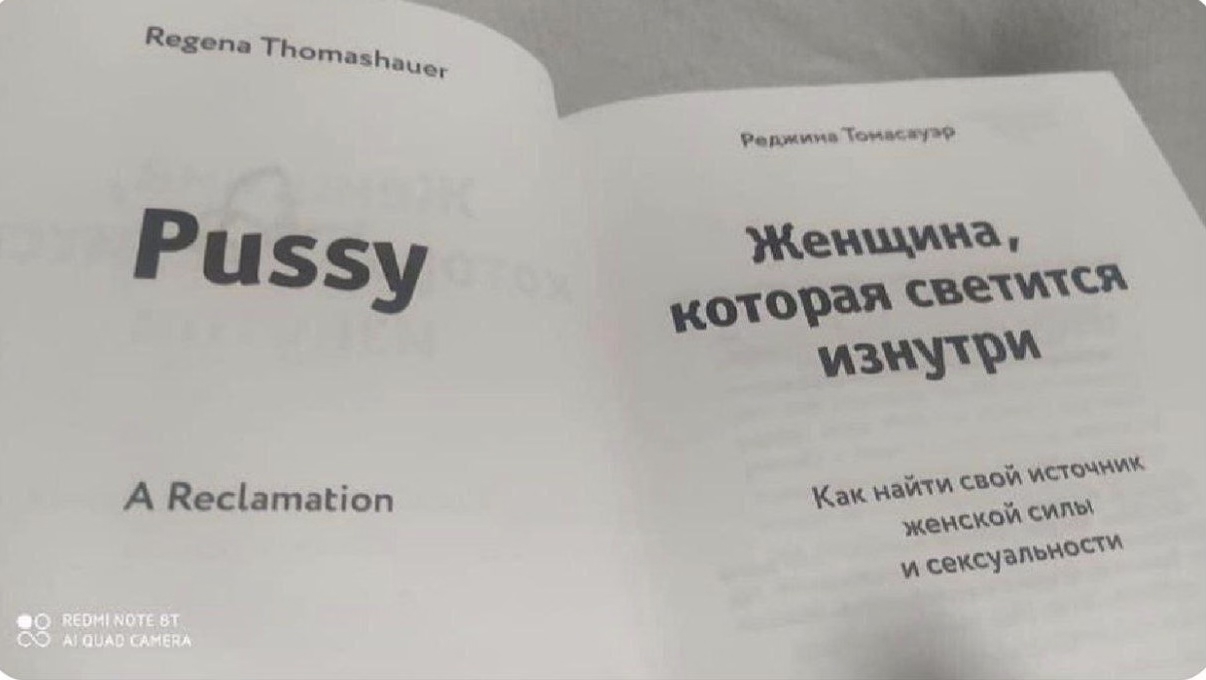 Regena Thomashauer
Pussy
A Reclamation
Реджина Томасауэр
Женщина,
которая светится
изнутри
Как найти свой источник
женской силы
и сексуальности
REDMI NOTE 8T
AI QUAD CAMERA